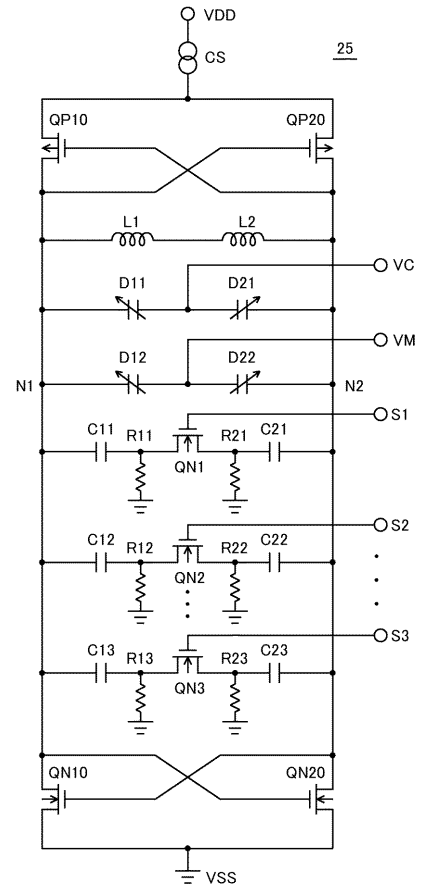 VDD
CS
25
QP10 QP20
L1 L2
VC
D11 D21
VM
D12 D22
N1 N2
S1
C11 R11 R21 C21
QN1
S2
C12 R12 R22 C22
QN2
S3
C13 R13 R23 C23
QN3
QN10 QN20
VSS